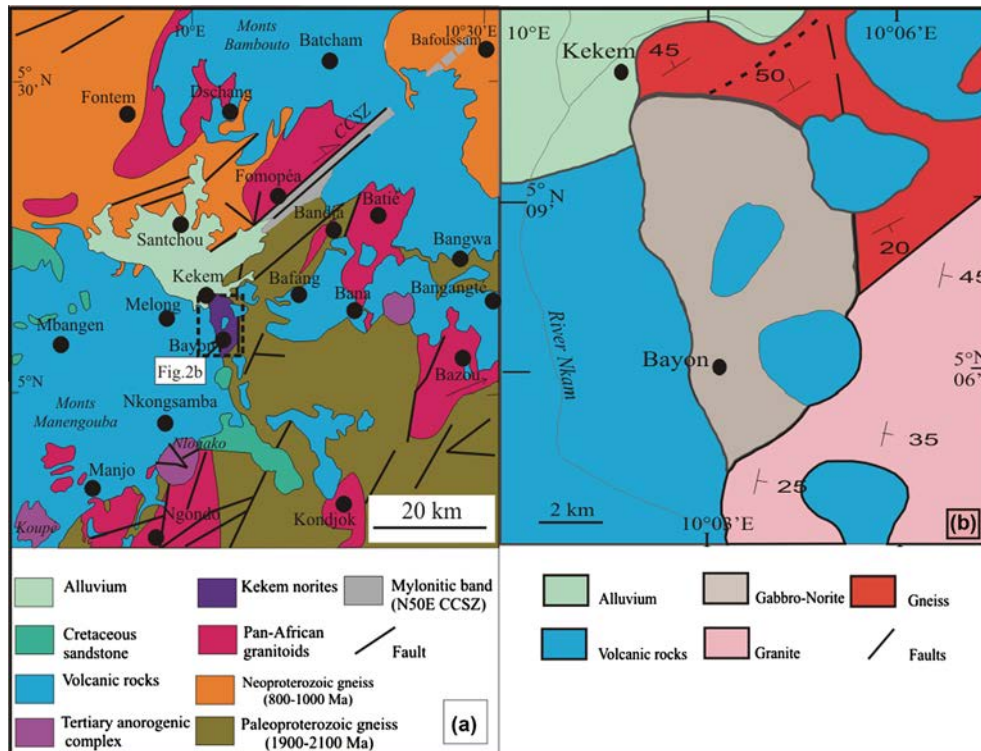 10°E
Monts
Bambouto
Batcham
10°30'E
Bafoussam
5°
30'
N
Fontem
Dschang
CCSZ
Fomopéa
Bandja
Batié
Santchou
Bangwa
Kekem
Bafang
Bana
Bangangté
Melong
Mbangen
Bayon
Fig.2b
Bazou
5°N
Monts
Manengouba
Nkongsamba
Nlonako
Manjo
Koupe
Ngondo
Kondjok
20 km
Alluvium
Kekem norites
Mylonitic band
(N50E CCSZ)
Cretaceous
sandstone
Pan-African
granitoids
Fault
Volcanic rocks
Neoproterozoic gneiss
(800-1000 Ma)
Tertiary anorogenic
complex
Paleoproterozoic gneiss
(1900-2100 Ma)
(a)
10°E
10°06'E
Kekem
45
50
5°
09'
N
20
45
River Nkam
Bayon
5°N
06'
35
25
2 km
10°03'E
(b)
Alluvium
Gabbro-Norite
Gneiss
Volcanic rocks
Granite
Faults